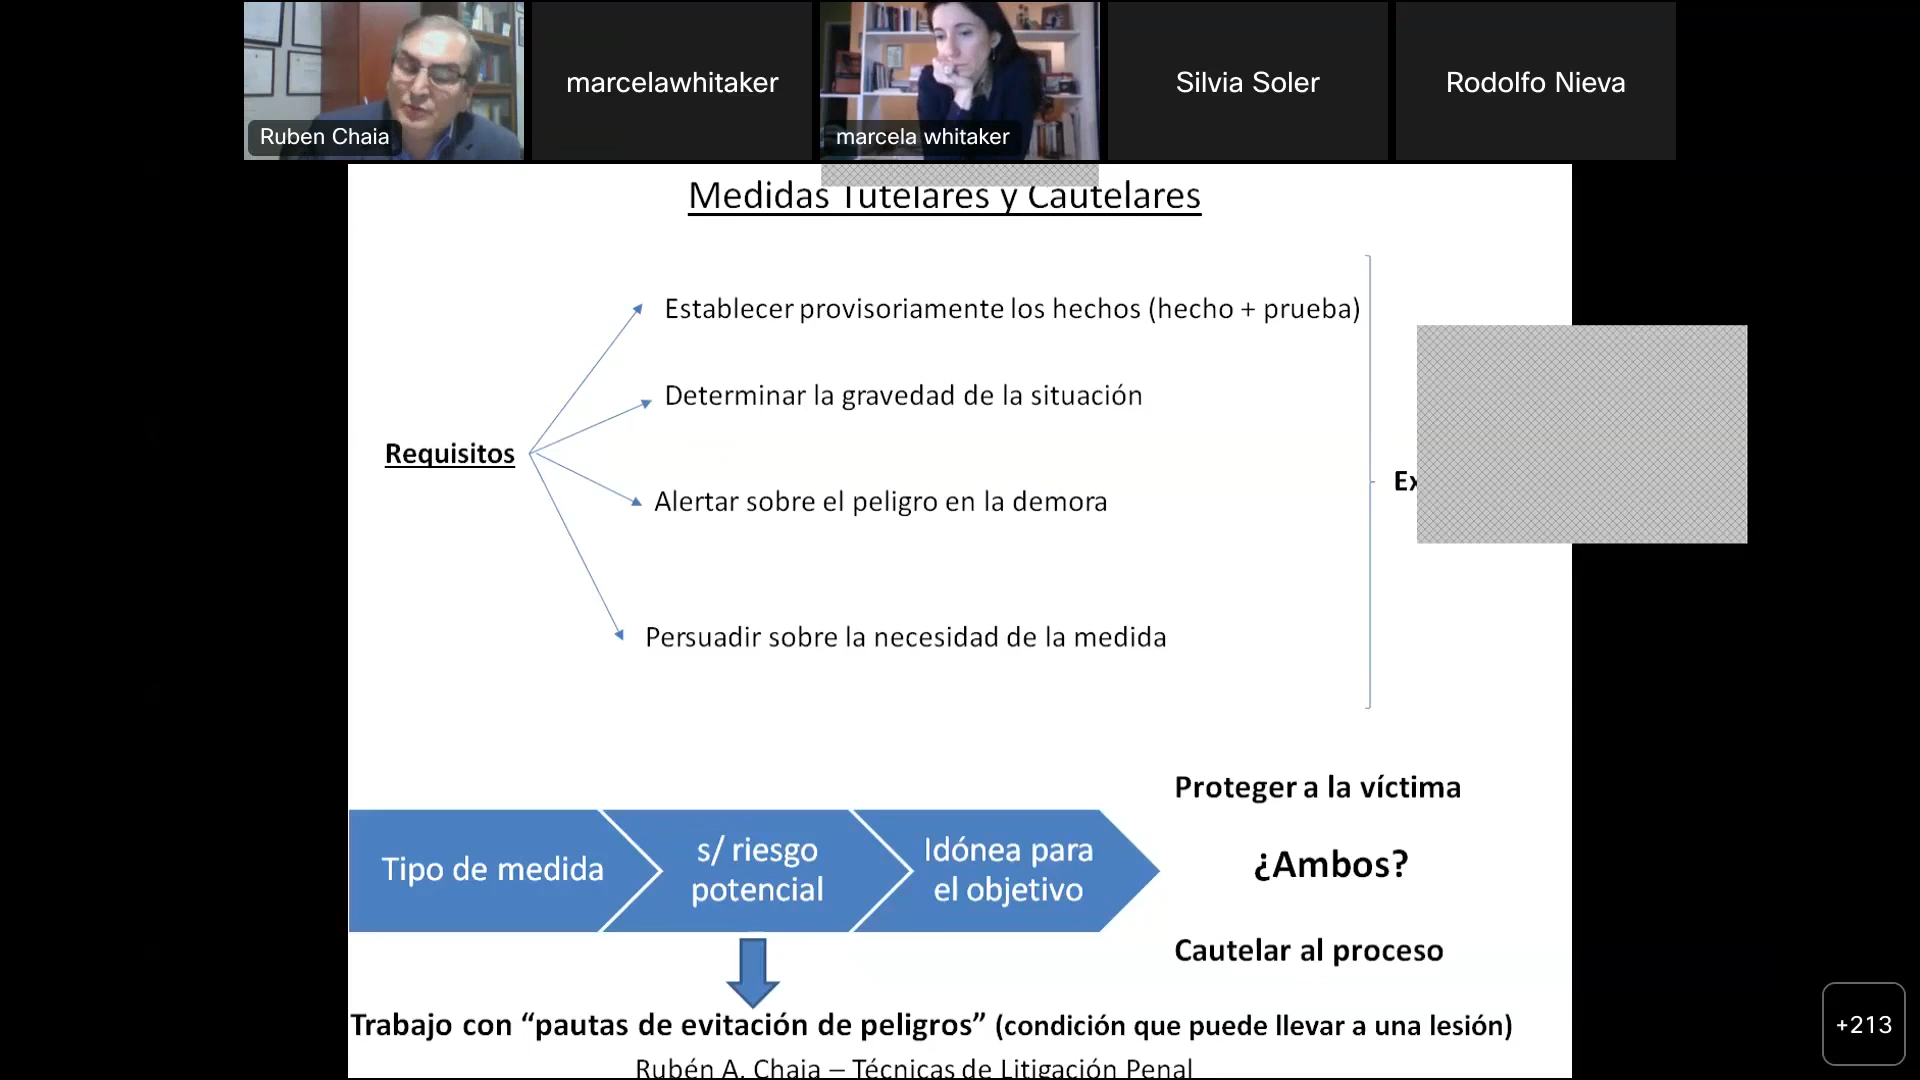 Ruben Chaia
marcelawhitaker
marcela whitaker
Silvia Soler
Rodolfo Nieva
Medidas Tutelares y Cautelares
Establecer provisoriamente los hechos (hecho + prueba)
Determinar la gravedad de la situación
Requisitos
Alertar sobre el peligro en la demora
Persuadir sobre la necesidad de la medida
Proteger a la víctima
Tipo de medida
s/ riesgo
potencial
Idónea para
el objetivo
¿Ambos?
Cautelar al proceso
Trabajo con “pautas de evitación de peligros” (condición que puede llevar a una lesión)
Rubén A. Chaia – Técnicas de Litigación Penal
+213